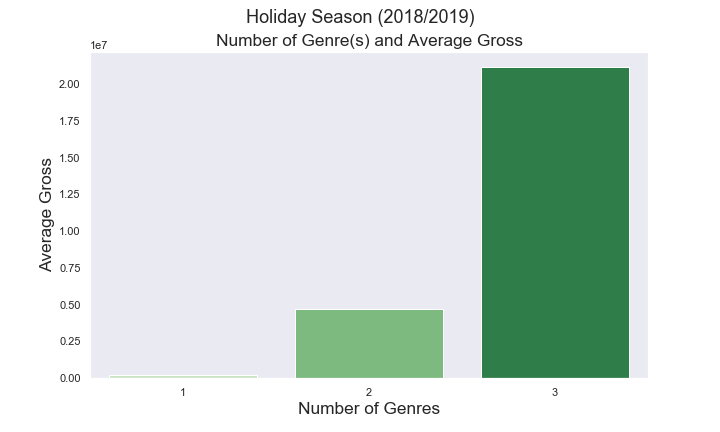 Holiday Season (2018/2019)
Number of Genre(s) and Average Gross
1e7
2.00
1.75
1.50
1.25
1.00
0.75
0.50
0.25
0.00
Average Gross
1 2 3
Number of Genres